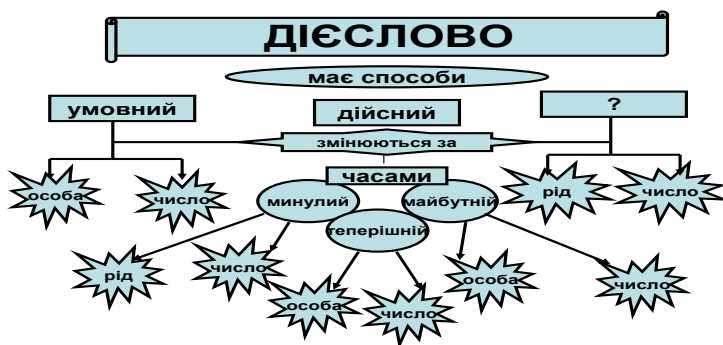 ДІЄСЛОВО
має способи
умовний
дійсний
?
змінюються за
часами
особа
число
рід
число
минулий
майбутній
теперішній
рід
число
особа
число
особа
число